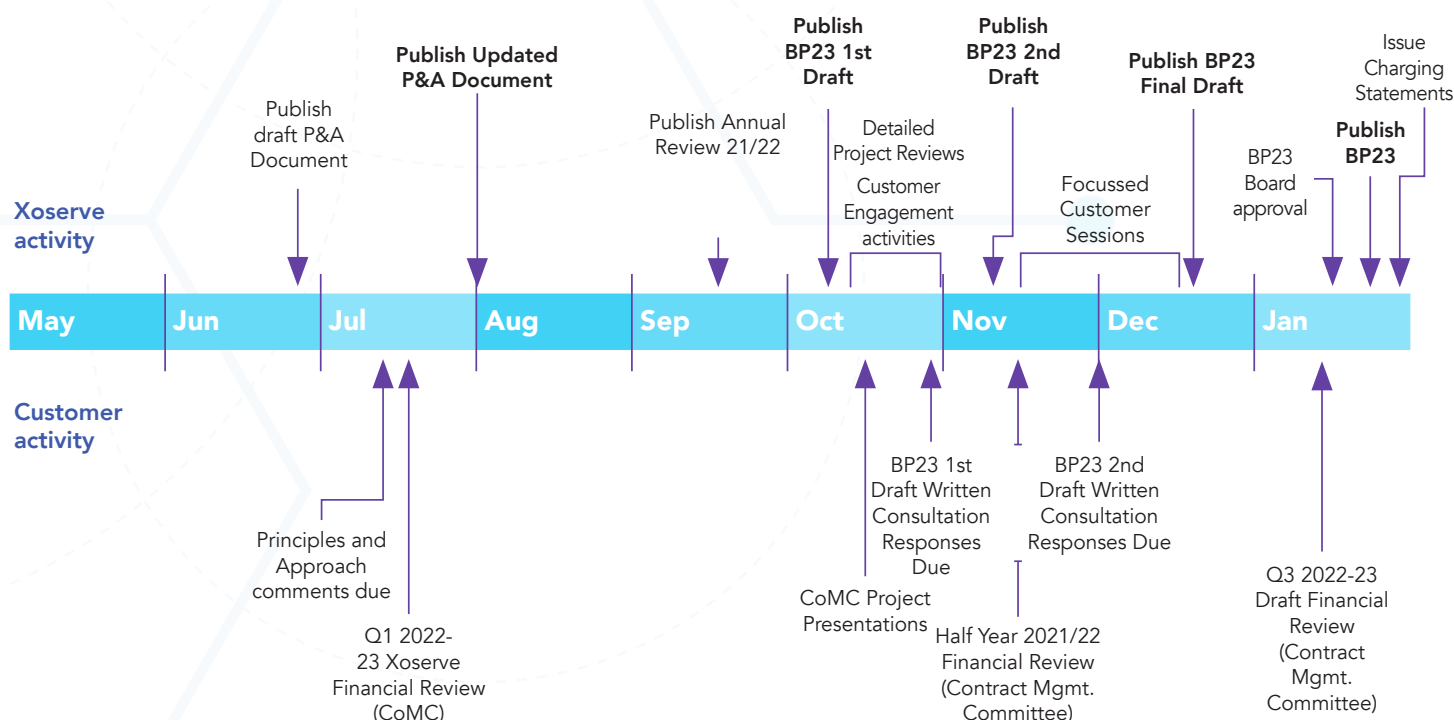 Publish
draft P&A
Document
Publish Updated
P&A Document
Publish Annual
Review 21/22
Publish
BP23 1st
Draft
Detailed
Project Reviews
Customer
Engagement
activities
Publish
BP23 2nd
Draft
Focussed
Customer
Sessions
Publish BP23
Final Draft
BP23
Board
approval
Publish
BP23
Issue
Charging
Statements
Xoserve
activity
May
Jun
Jul
Aug
Sep
Oct
Nov
Dec
Jan
Customer
activity
Principles and
Approach
comments due
Q1 2022-
23 Xoserve
Financial Review
(CoMC)
CoMC Project
Presentations
BP23 1st
Draft Written
Consultation
Responses
Due
Half Year 2021/22
Financial Review
(Contract Mgmt.
Committee)
BP23 2nd
Draft Written
Consultation
Responses Due
Q3 2022-23
Draft Financial
Review
(Contract
Mgmt.
Committee)